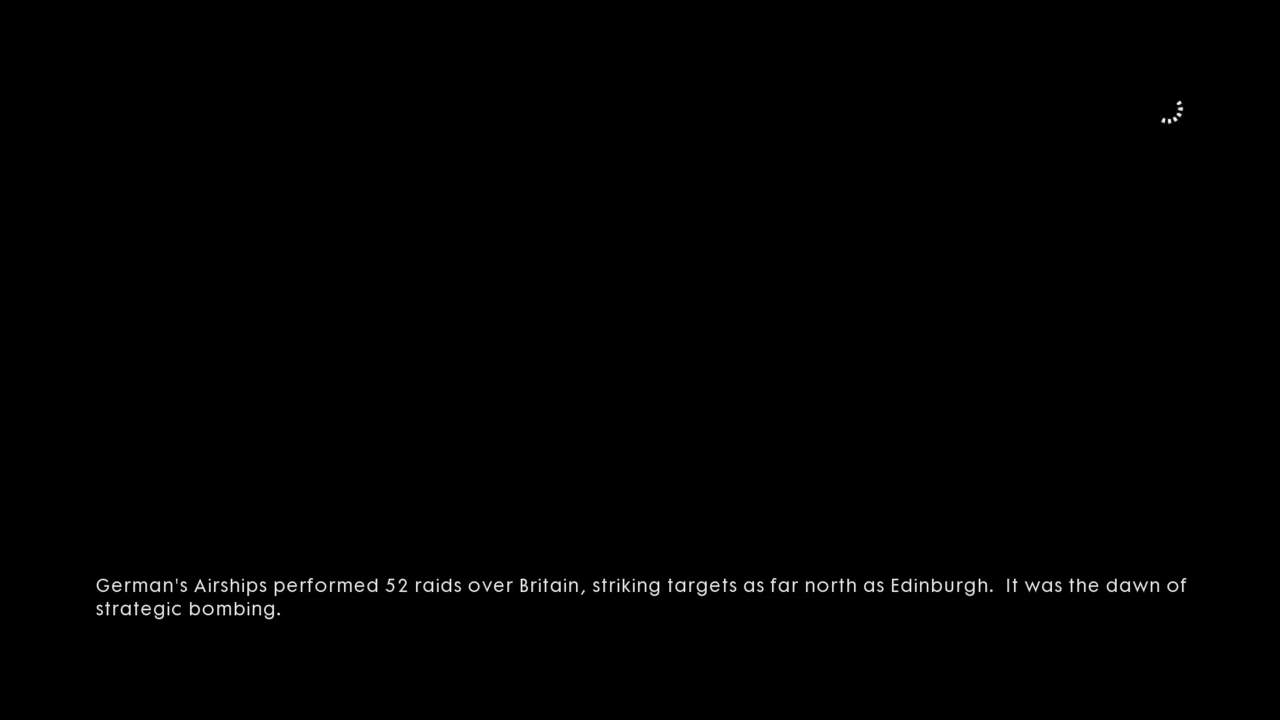 German's Airships performed 52 raids over Britain, striking targets as far north as Edinburgh.  It was the dawn of
strategic bombing.